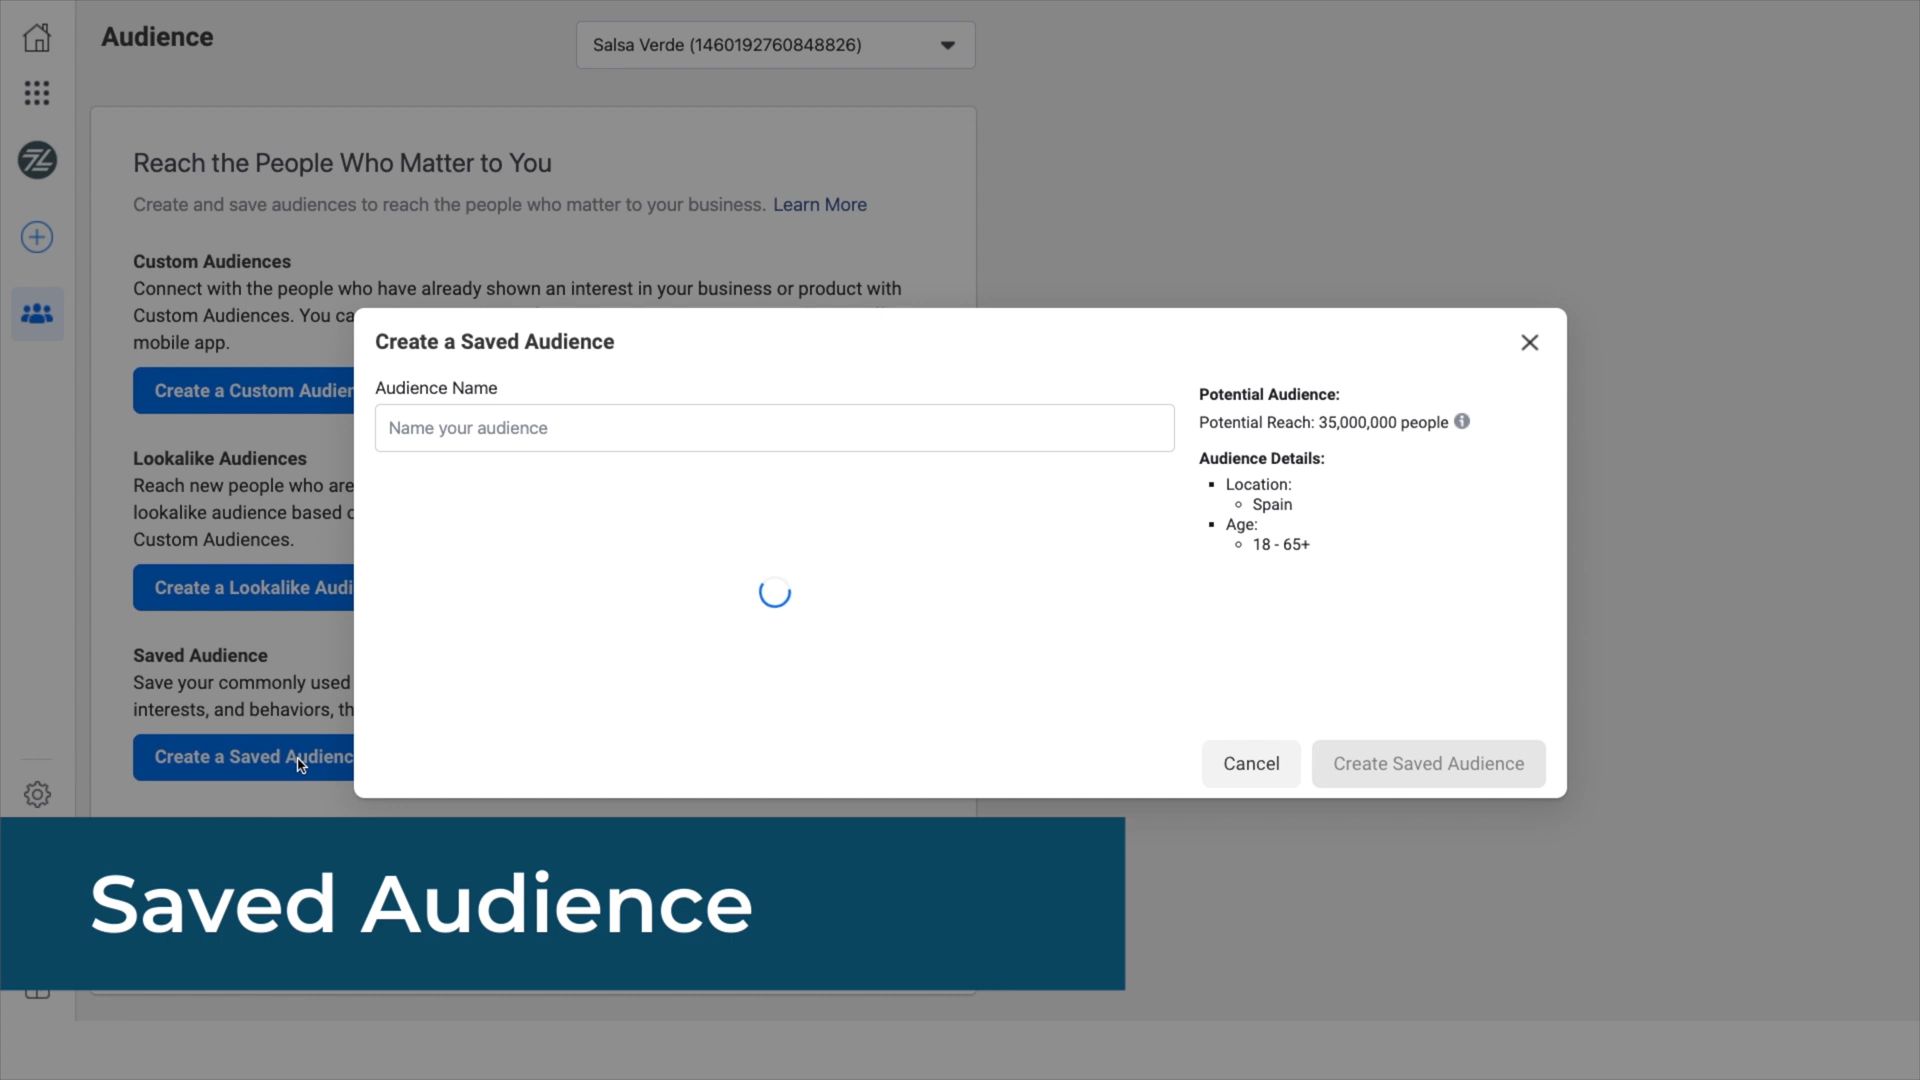 Audience
Salsa Verde (1460192760848826)
Reach the People Who Matter to You
Create and save audiences to reach the people who matter to your business. Learn More
Custom Audiences
Connect with the people who have already shown an interest in your business or product with
Custom Audiences. You ca
mobile app.
Create a Custom Audien
Lookalike Audiences
Reach new people who are
lookalike audience based
Custom Audiences.
Create a Lookalike Audi
Saved Audience
Save your commonly used
interests, and behaviors, th
Create a Saved Audienc
Create a Saved Audience
Audience Name
Name your audience
Potential Audience:
Potential Reach: 35,000,000 people
Audience Details:
Location:
Spain
Age:
18 - 65+
Cancel
Create Saved Audience
Saved Audience